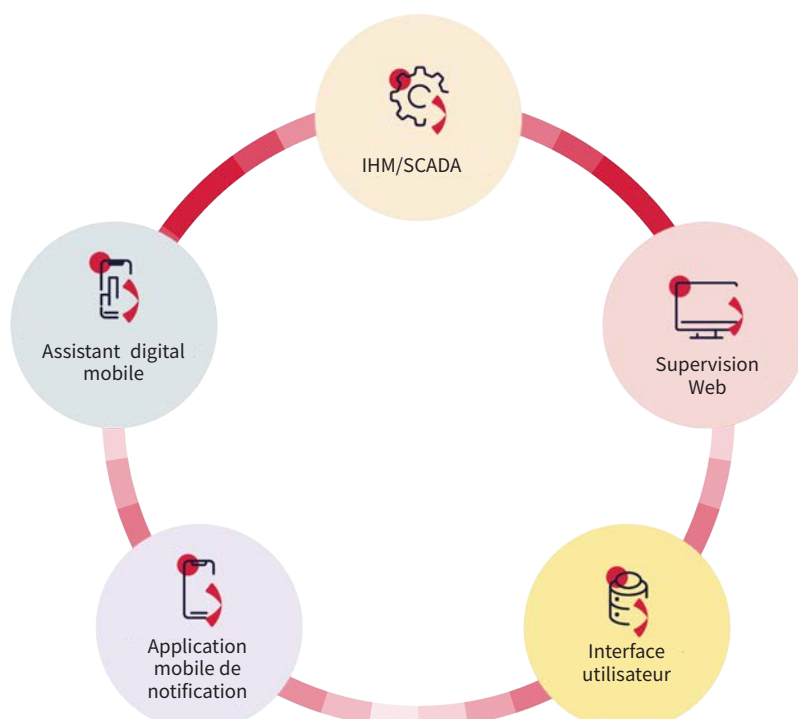 IHM/SCADA
Assistant digital
mobile
Supervision
Web
Application
mobile de
notification
Interface
utilisateur